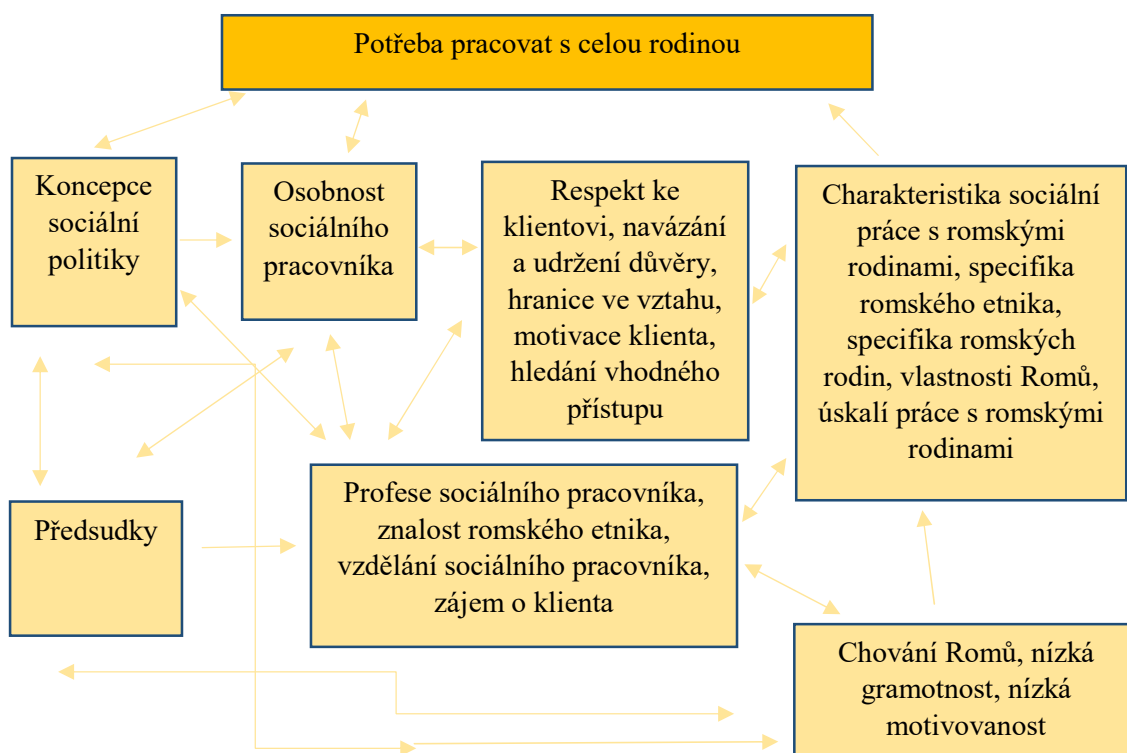 Potřeba pracovat s celou rodinou
Koncepce
sociální
politiky
Osobnost
sociálního
pracovníka
Respekt ke
klientovi, navázání
a udržení důvěry,
hranice ve vztahu,
motivace klienta,
hledání vhodného
přístupu
Charakteristika sociální
práce s romskými
rodinami, specifika
romského etnika,
specifika romských
rodin, vlastnosti Romů,
úskalí práce s romskými
rodinami
Předsudky
Profese sociálního pracovníka,
znalost romského etnika,
vzdělání sociálního pracovníka,
zájem o klienta
Chování Romů, nízká
gramotnost, nízká
motivovanost